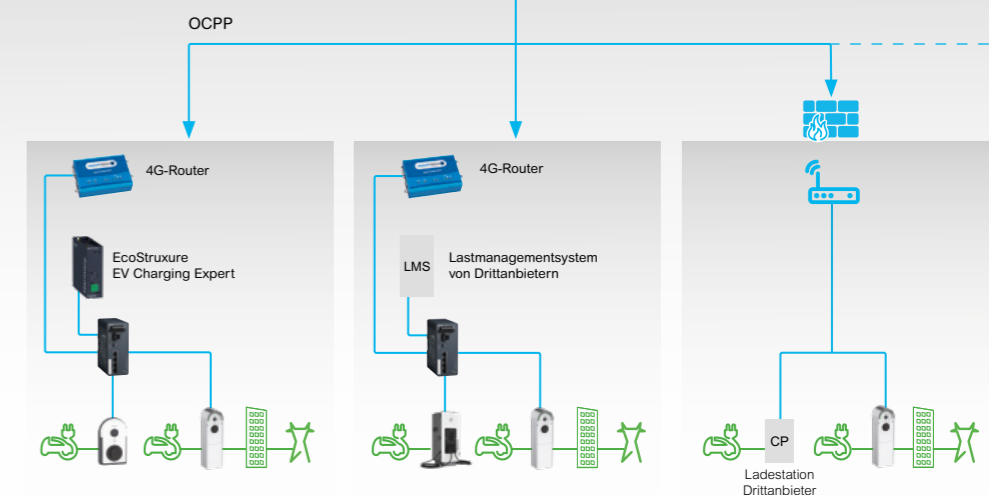 OCPP
4G-Router
EcoStruxure
EV Charging Expert
4G-Router
LMS
Lastmanagementsystem
von Drittanbietern
CP
Ladestation
Drittanbieter